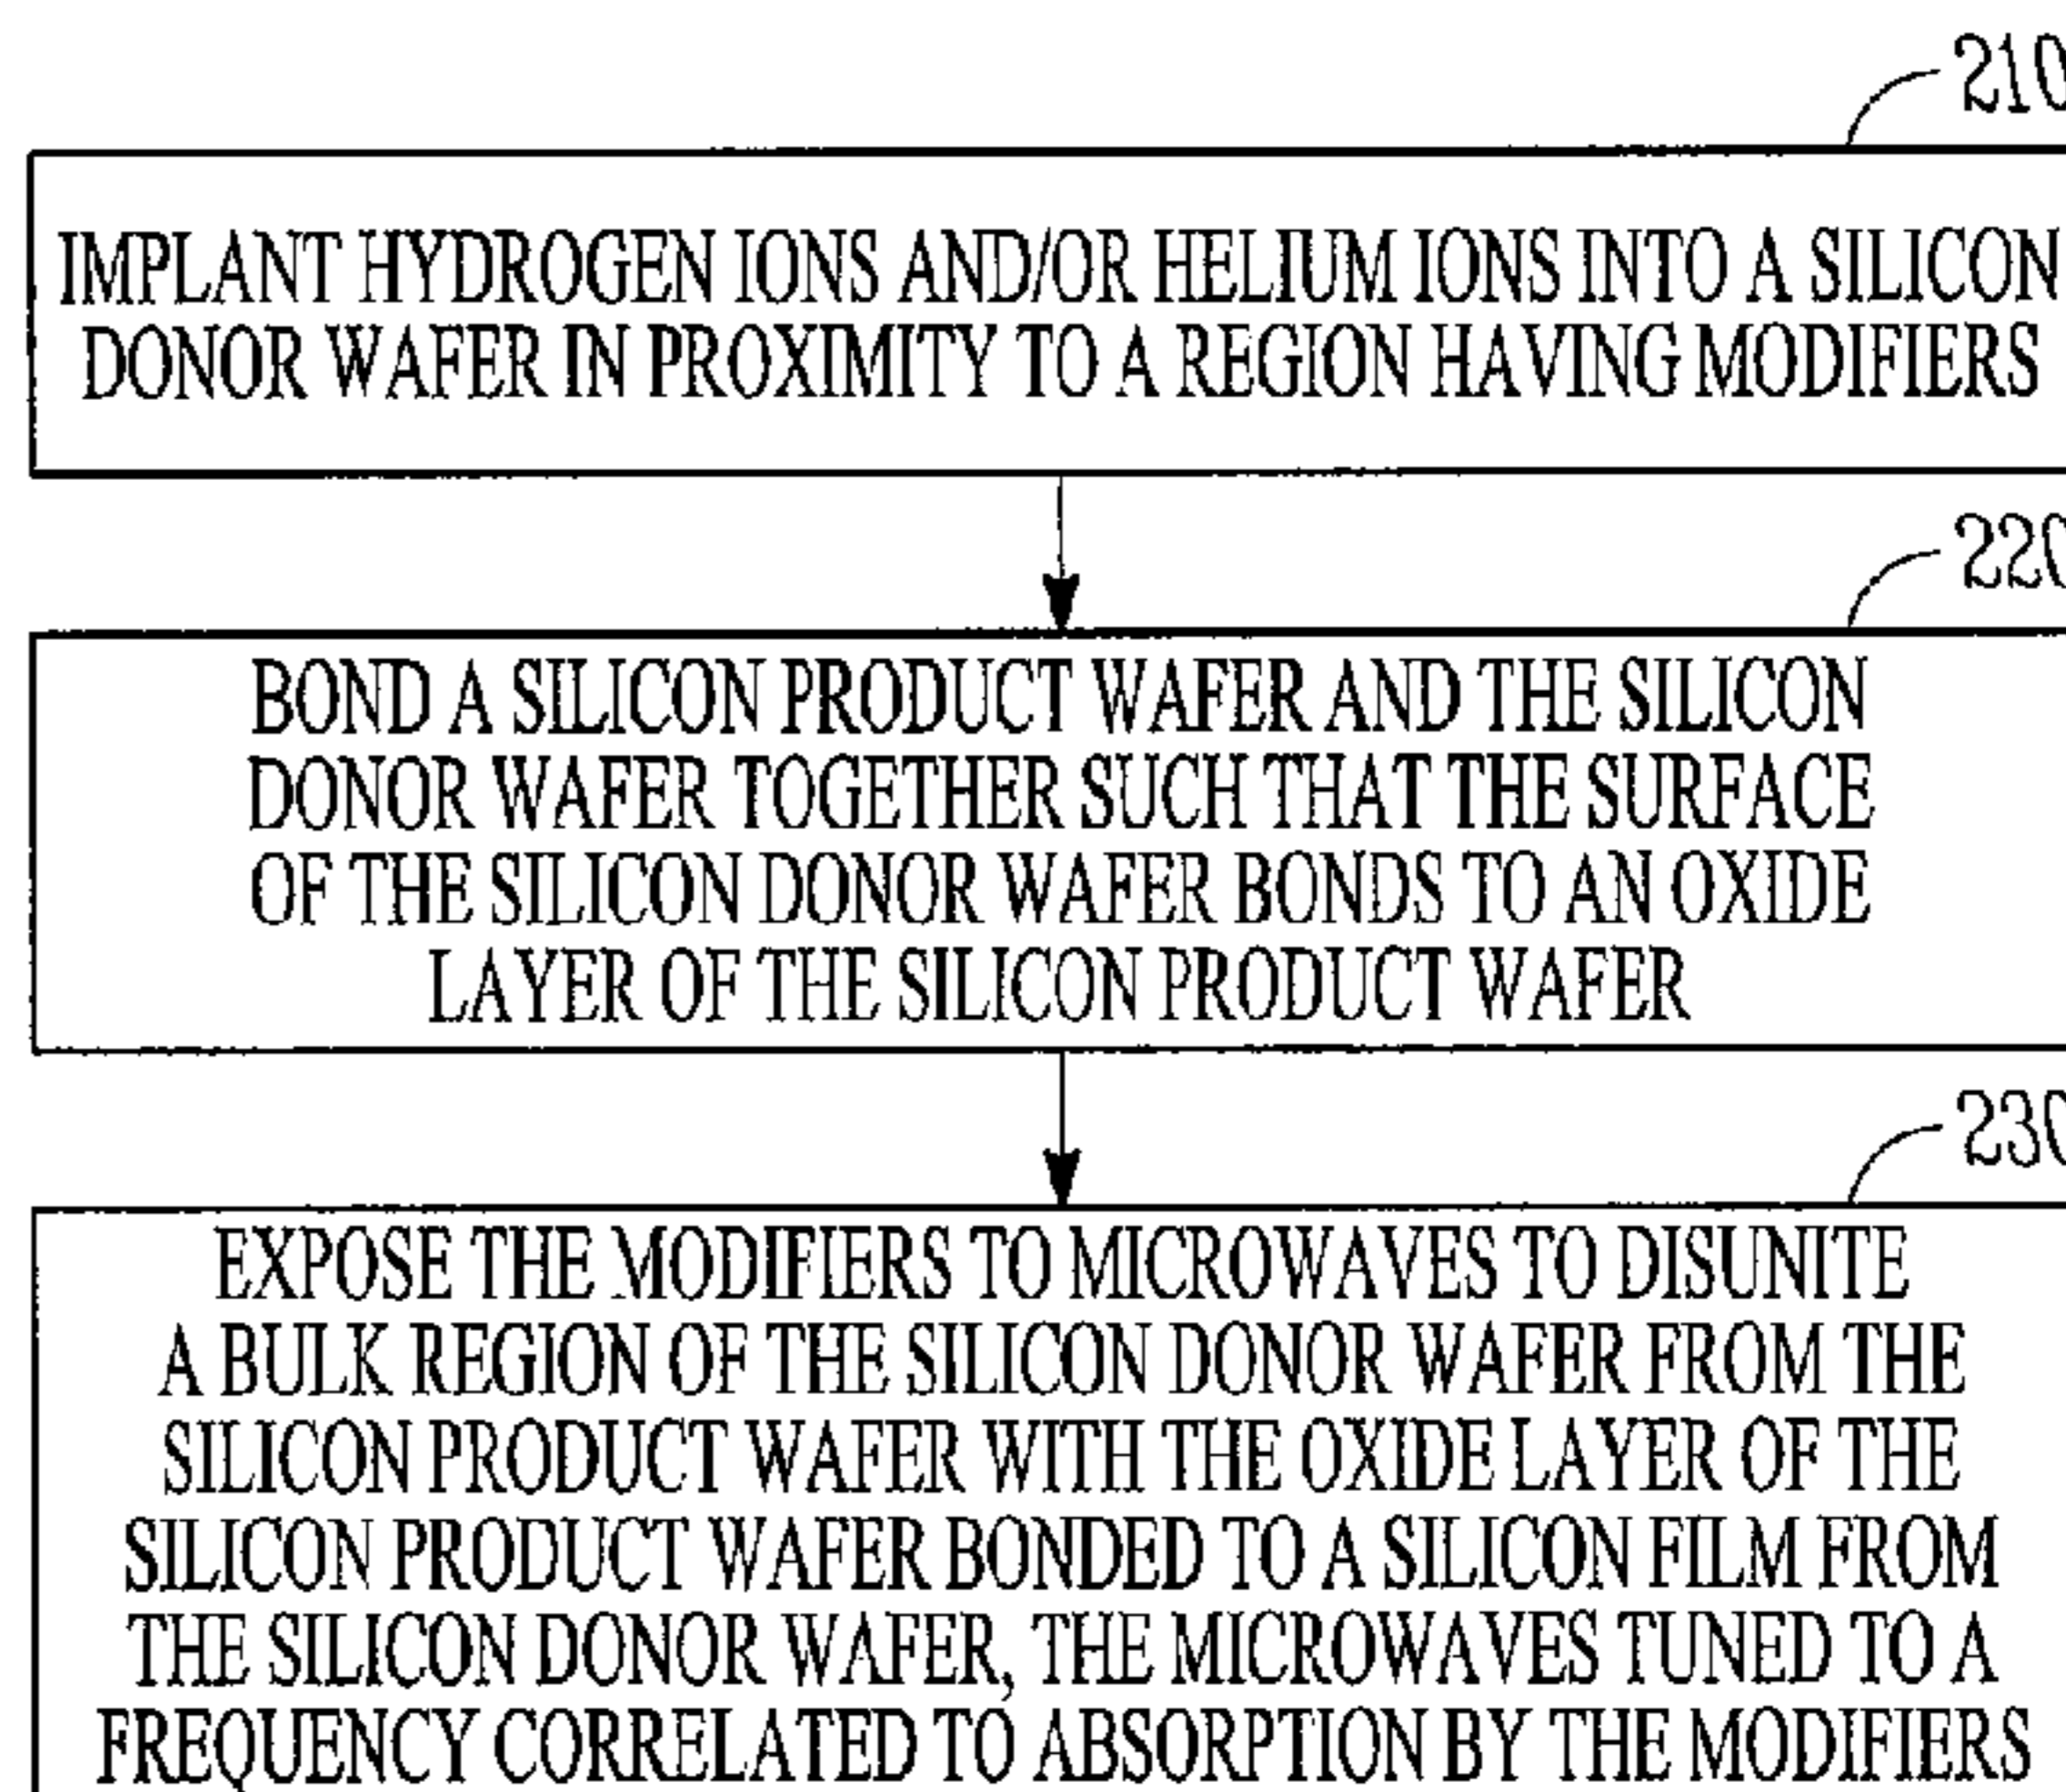 210
IMPLANT HYDROGEN IONS AND/OR HELIUM IONS INTO A SILICON
DONOR WAFER IN PROXIMITY TO A REGION HAVING MODIFIERS
220
BOND A SILICON PRODUCT WAFER AND THE SILICON
DONOR WAFER TOGETHER SUCH THAT THE SURFACE
OF THE SILICON DONOR WAFER BONDS TO AN OXIDE
LAYER OF THE SILICON PRODUCT WAFER
230
EXPOSE THE MODIFIERS TO MICROWAVES TO DISUNITE
A BULK REGION OF THE SILICON DONOR WAFER FROM THE
SILICON PRODUCT WAFER WITH THE OXIDE LAYER OF THE
SILICON PRODUCT WAFER BONDED TO A SILICON FILM FROM
THE SILICON DONOR WAFER, THE MICROWAVES TUNED TO A
FREQUENCY CORRELATED TO ABSORPTION BY THE MODIFIERS